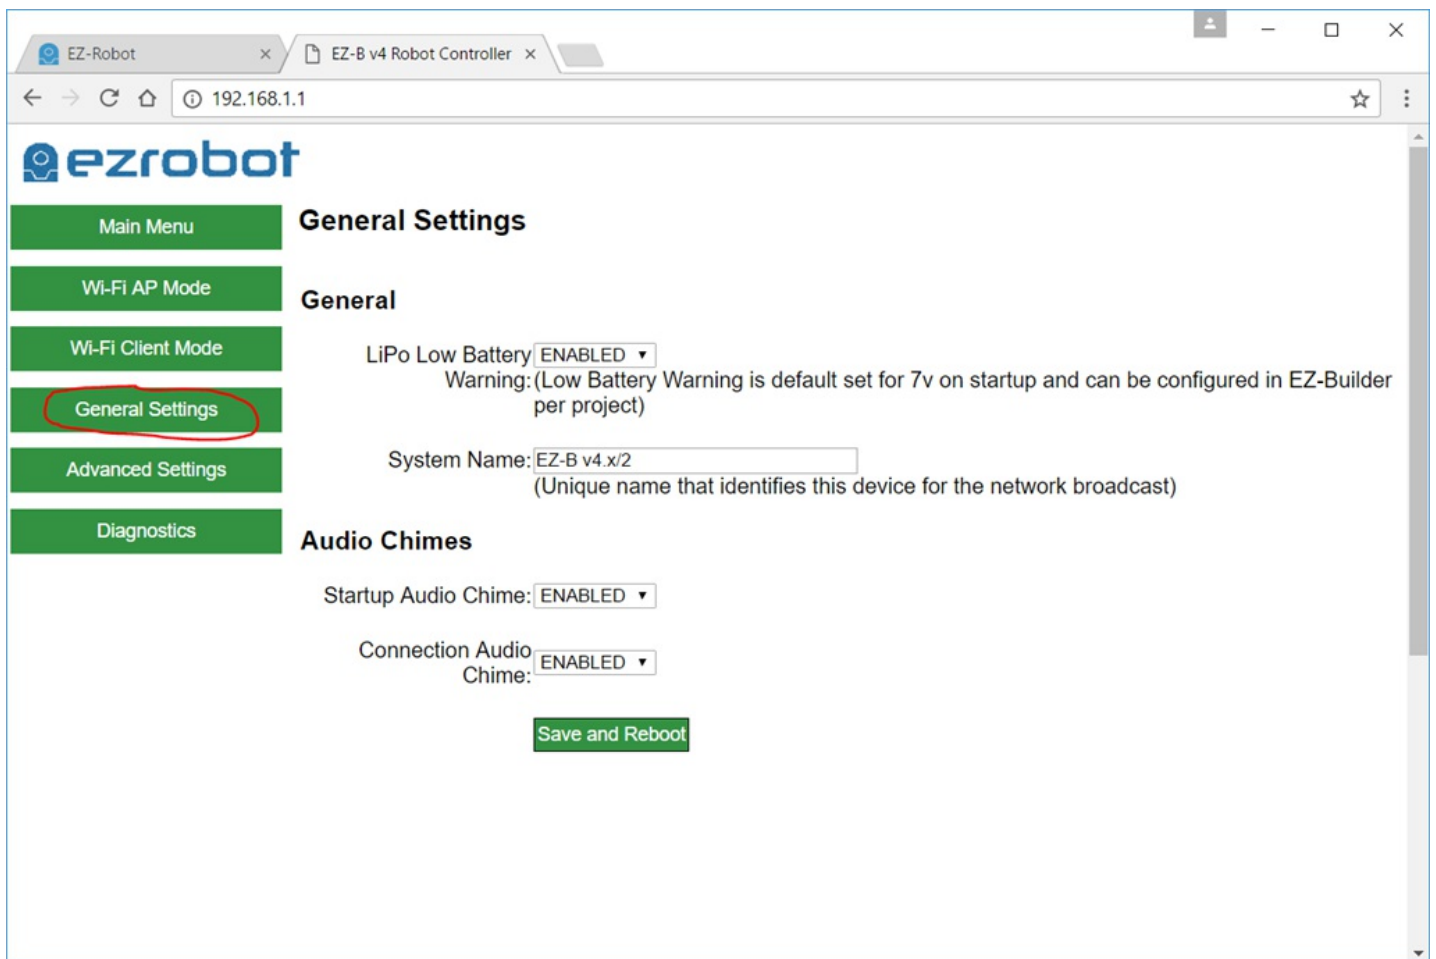 EZ-Robot
EZ-B v4 Robot Controller
192.168.1.1
ezrobot
Main Menu
Wi-Fi AP Mode
Wi-Fi Client Mode
General Settings
Advanced Settings
Diagnostics
General Settings
General
LiPo Low Battery
Warning:
ENABLED
(Low Battery Warning is default set for 7v on startup and can be configured in EZ-Builder
per project)
System Name:
EZ-B v4.x/2
(Unique name that identifies this device for the network broadcast)
Audio Chimes
Startup Audio Chime:
ENABLED
Connection Audio
Chime:
ENABLED
Save and Reboot